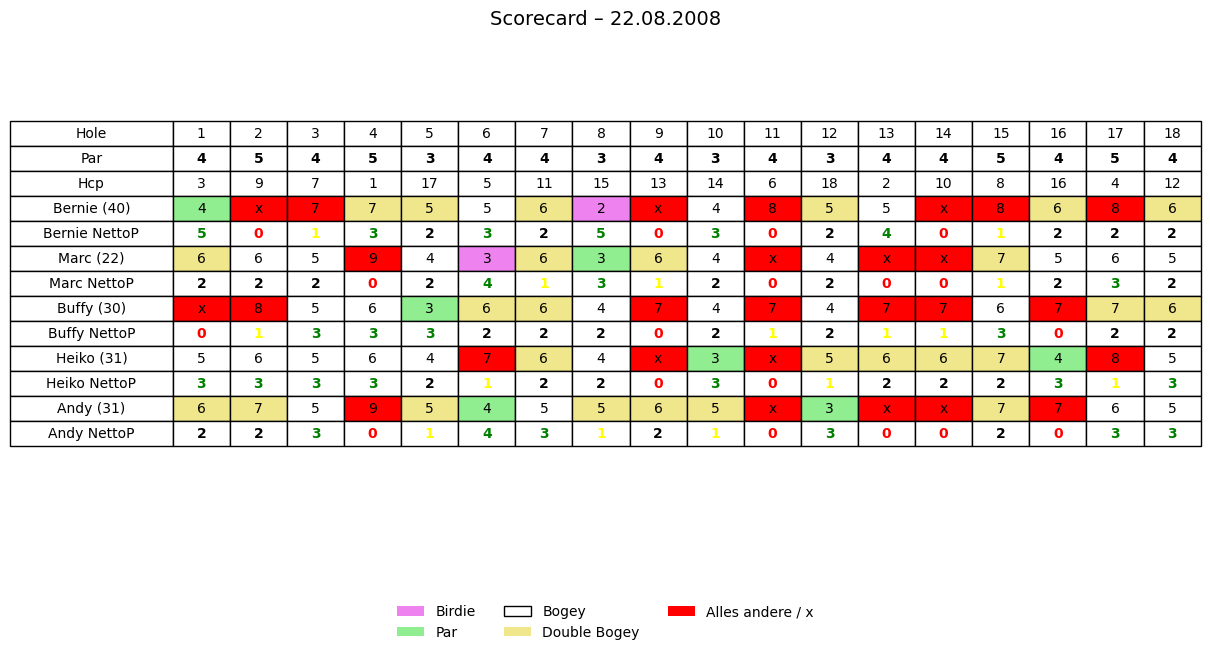 Scorecard – 22.08.2008
Hole 1 2 3 4 5 6 7 8 9 10 11 12 13 14 15 16 17 18
Par 4 5 4 5 3 4 4 3 4 3 4 3 4 4 5 4 5 4
Hcp 3 9 7 1 17 5 11 15 13 14 6 18 2 10 8 16 4 12
Bernie (40) 4 x 7 7 5 5 6 2 x 4 8 5 5 x 8 6 8 6
Bernie NettoP 5 0 1 3 2 3 2 5 0 3 0 2 4 0 1 2 2 2
Marc (22) 6 6 5 9 4 3 6 3 6 4 x 4 x x 7 5 6 5
Marc NettoP 2 2 2 0 2 4 1 3 1 2 0 2 0 0 1 2 3 2
Buffy (30) x 8 5 6 3 6 6 4 7 4 7 4 7 7 6 7 7 6
Buffy NettoP 0 1 3 3 3 2 2 2 0 2 1 2 1 1 3 0 2 2
Heiko (31) 5 6 5 6 4 7 6 4 x 3 x 5 6 6 7 4 8 5
Heiko NettoP 3 3 3 3 2 1 2 2 0 3 0 1 2 2 2 3 1 3
Andy (31) 6 7 5 9 5 4 5 5 6 5 x 3 x x 7 7 6 5
Andy NettoP 2 2 3 0 1 4 3 1 2 1 0 3 0 0 2 0 3 3
Birdie Bogey Alles andere / x
Par Double Bogey